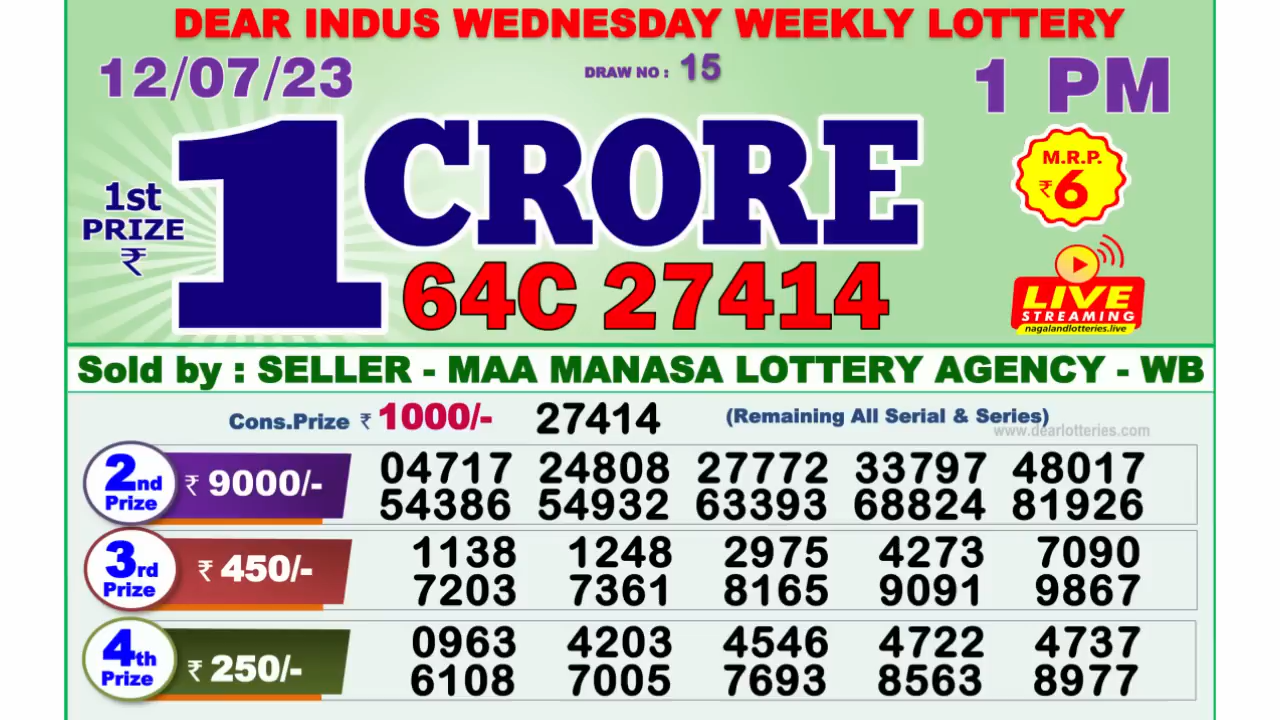 DEAR INDUS WEDNESDAY WEEKLY LOTTERY
12/07/23 DRAW NO : 15 1 PM
1st PRIZE ₹ 1 CRORE
M.R.P. ₹6
64C 27414
LIVE
STREAMING
nagalandlotteries.live
Sold by : SELLER - MAA MANASA LOTTERY AGENCY - WB
Cons.Prize ₹ 1000/- 27414 (Remaining All Serial & Series)
www.dearlotteries.com
2nd Prize ₹ 9000/-
04717 24808 27772 33797 48017
54386 54932 63393 68824 81926
3rd Prize ₹ 450/-
1138 1248 2975 4273 7090
7203 7361 8165 9091 9867
4th Prize ₹ 250/-
0963 4203 4546 4722 4737
6108 7005 7693 8563 8977